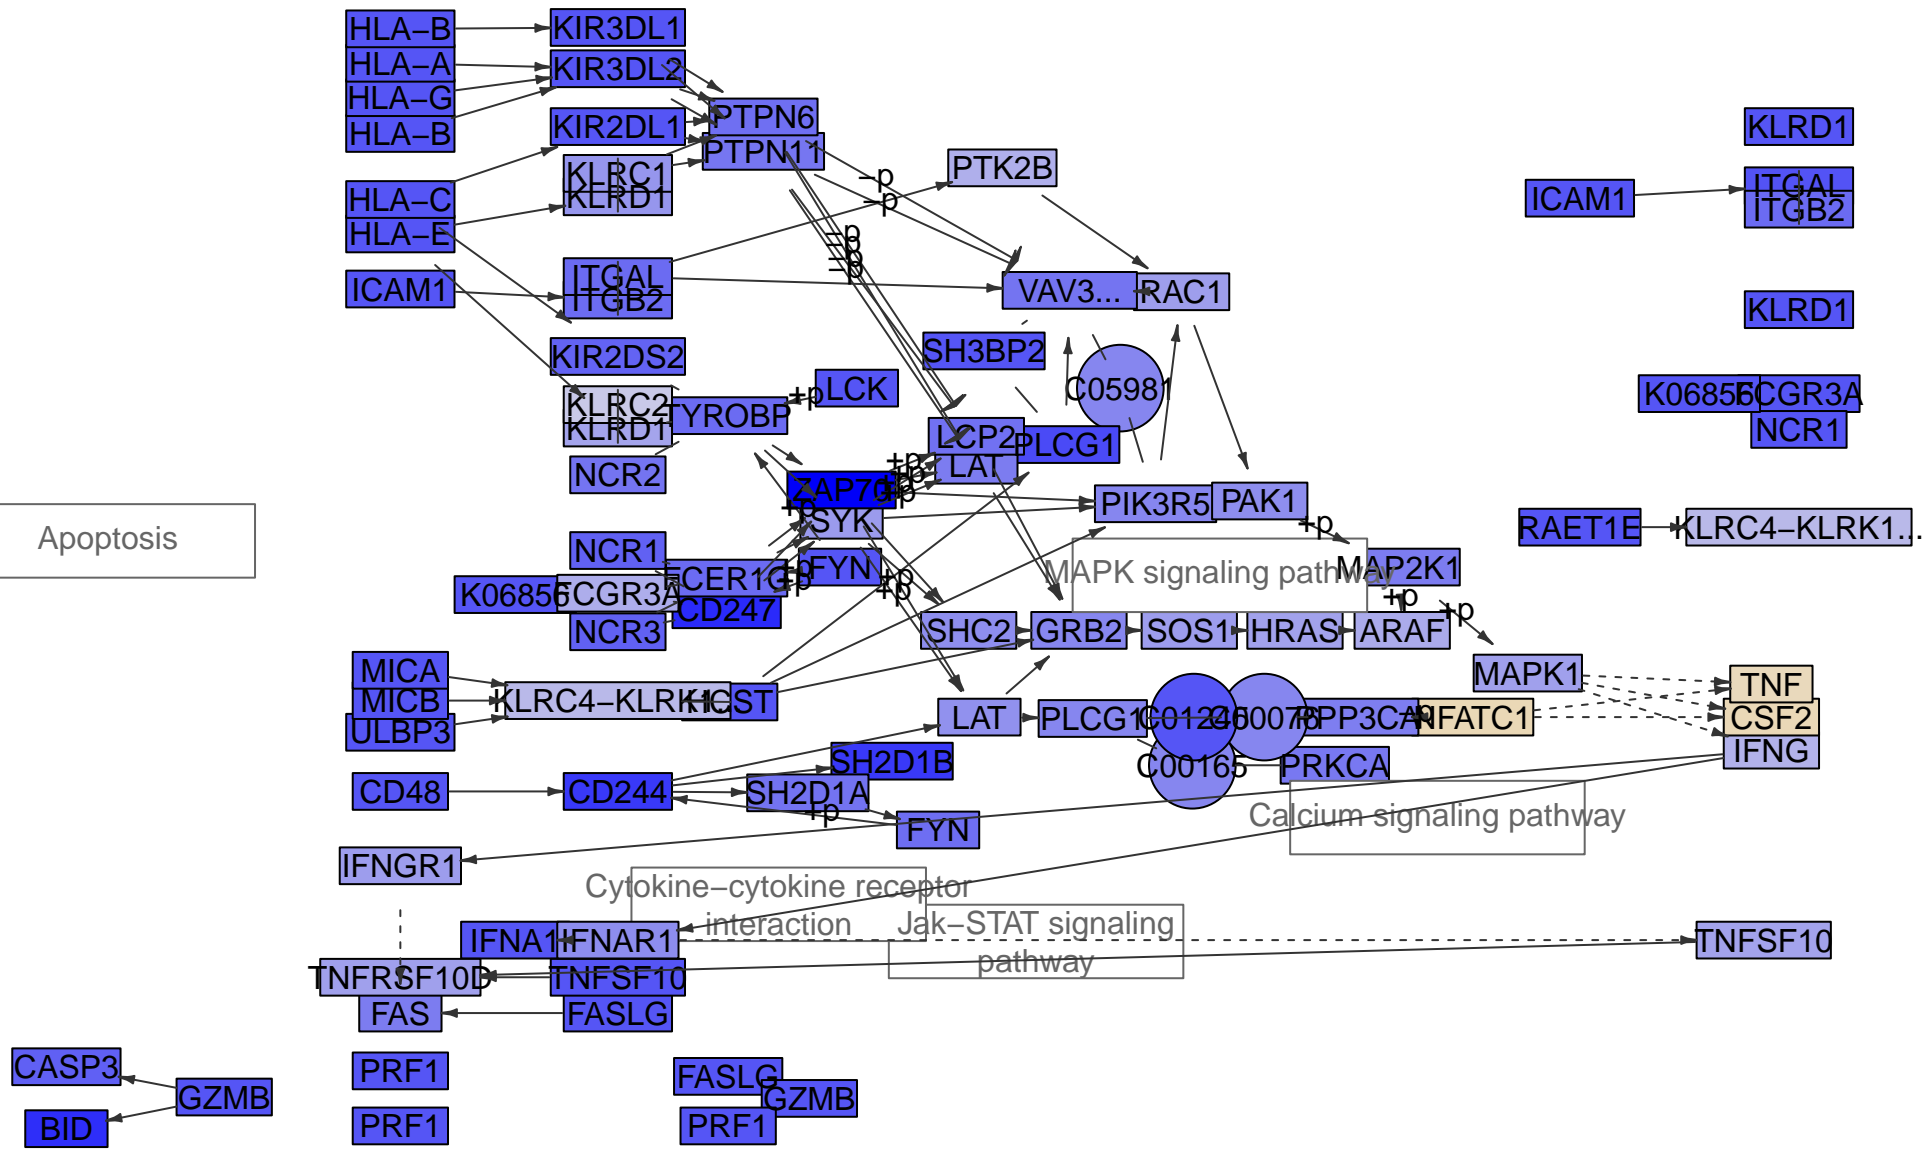 HLA−B
KIR3DL1
HLA−A
KIR3DL2
HLA−G
HLA−B
KIR2DL1
PTPN6
PTPN11
KLRC1
KLRD1
PTK2B
−p
−p
HLA−C
HLA−E
ICAM1
ITGAL
ITGB2
−p
−p
−p
−p
VAV3...
RAC1
KLRD1
ICAM1
ITGAL
ITGB2
KLRD1
KIR2DS2
SH3BP2
C05981
LCK
+p
KLRC2
KLRD1
TYROBP
K06856
FCGR3A
NCR1
LCP2
PLCG1
LAT
NCR2
+p
+p
+p
ZAP70
+p
SYK
PIK3R5
PAK1
+p
RAET1E
KLRC4−KLRK1...
Apoptosis
NCR1
FCER1G
+p
+p
FYN
+p
+p
MAPK signaling pathway
MAP2K1
K06856
FCGR3A
CD247
NCR3
+p
+p
SHC2
GRB2
SOS1
HRAS
ARAF
MICA
MICB
ULBP3
KLRC4−KLRK1...
HCST
MAPK1
TNF
CSF2
IFNG
LAT
PLCG1
C01245
C00076
PPP3CA
NFATC1
C00165
PRKCA
SH2D1B
CD48
CD244
SH2D1A
+p
FYN
Calcium signaling pathway
IFNGR1
Cytokine−cytokine receptor
interaction
Jak−STAT signaling
pathway
IFNA1
IFNAR1
TNFSF10
TNFRSF10D
TNFSF10
FAS
FASLG
CASP3
GZMB
BID
PRF1
PRF1
FASLG
GZMB
PRF1